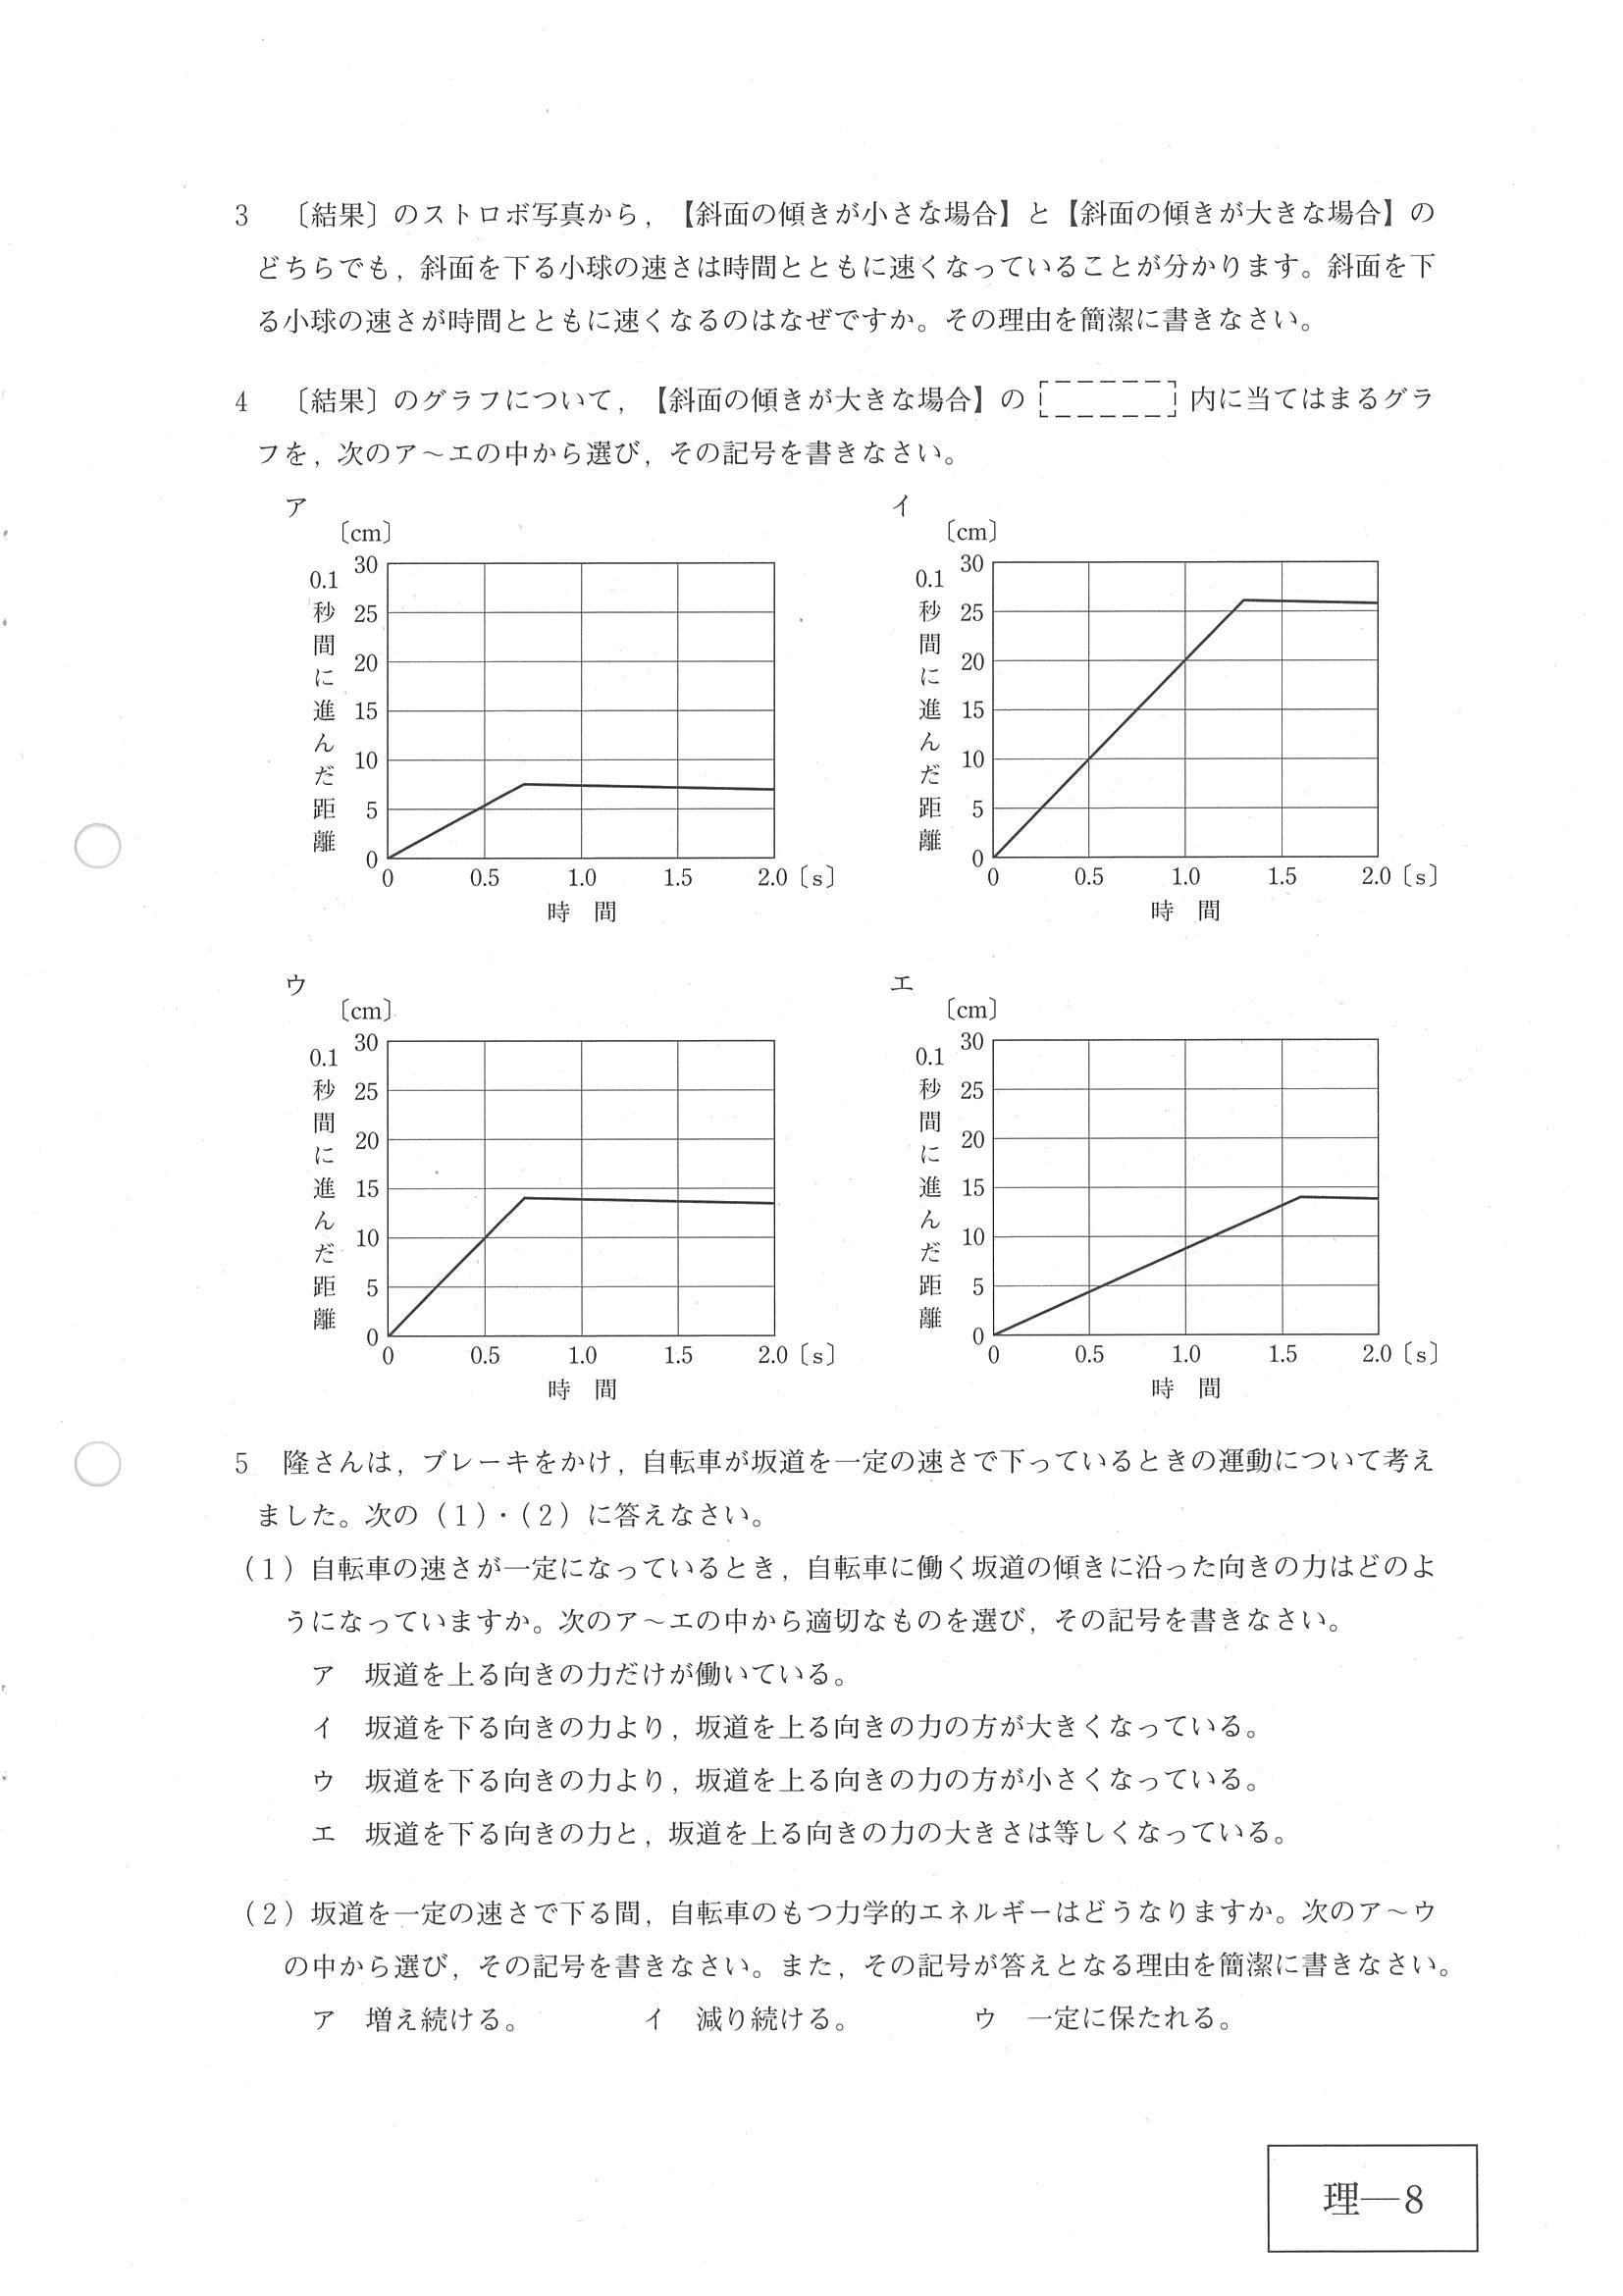 3　〔結果〕のストロボ写真から，【斜面の傾きが小さな場合】と【斜面の傾きが大きな場合】の
どちらでも，斜面を下る小球の速さは時間とともに速くなっていることが分かります。斜面を下
る小球の速さが時間とともに速くなるのはなぜですか。その理由を簡潔に書きなさい。
4　〔結果〕のグラフについて，【斜面の傾きが大きな場合】の　　　内に当てはまるグラ
フを，次のア～エの中から選び，その記号を書きなさい。
ア
〔cm〕
0.1秒間に進んだ距離
30
25
20
15
10
5
0
0　0.5　1.0　1.5　2.0〔s〕
時　間
イ
〔cm〕
0.1秒間に進んだ距離
30
25
20
15
10
5
0
0　0.5　1.0　1.5　2.0〔s〕
時　間
ウ
〔cm〕
0.1秒間に進んだ距離
30
25
20
15
10
5
0
0　0.5　1.0　1.5　2.0〔s〕
時　間
エ
〔cm〕
0.1秒間に進んだ距離
30
25
20
15
10
5
0
0　0.5　1.0　1.5　2.0〔s〕
時　間
5　隆さんは，ブレーキをかけ，自転車が坂道を一定の速さで下っているときの運動について考え
ました。次の（1）・（2）に答えなさい。
（1）自転車の速さが一定になっているとき，自転車に働く坂道の傾きに沿った向きの力はどのよ
うになっていますか。次のア～エの中から適切なものを選び，その記号を書きなさい。
ア　坂道を上る向きの力だけが働いている。
イ　坂道を下る向きの力より，坂道を上る向きの力の方が大きくなっている。
ウ　坂道を下る向きの力より，坂道を上る向きの力の方が小さくなっている。
エ　坂道を下る向きの力と，坂道を上る向きの力の大きさは等しくなっている。
（2）坂道を一定の速さで下る間，自転車のもつ力学的エネルギーはどうなりますか。次のア～ウ
の中から選び，その記号を書きなさい。また，その記号が答えとなる理由を簡潔に書きなさい。
ア　増え続ける。　イ　減り続ける。　ウ　一定に保たれる。
理―8